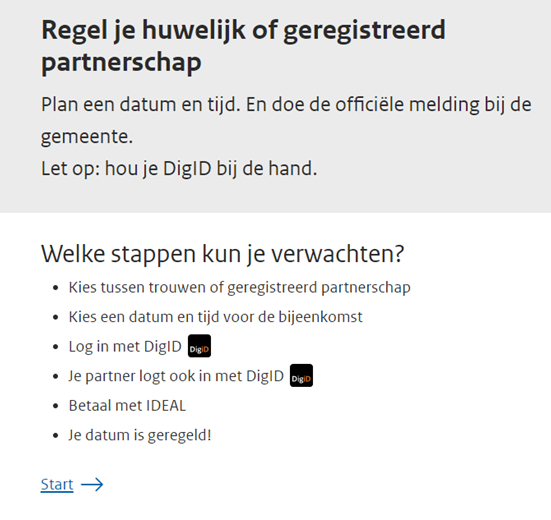 Regel je huwelijk of geregistreerd
partnerschap
Plan een datum en tijd. En doe de officiële melding bij de
gemeente.
Let op: hou je DigID bij de hand.
Welke stappen kun je verwachten?
• Kies tussen trouwen of geregistreerd partnerschap
• Kies een datum en tijd voor de bijeenkomst
• Log in met DigID DigiD
• Je partner logt ook in met DigID DigiD
• Betaal met IDEAL
• Je datum is geregeld!
Start →